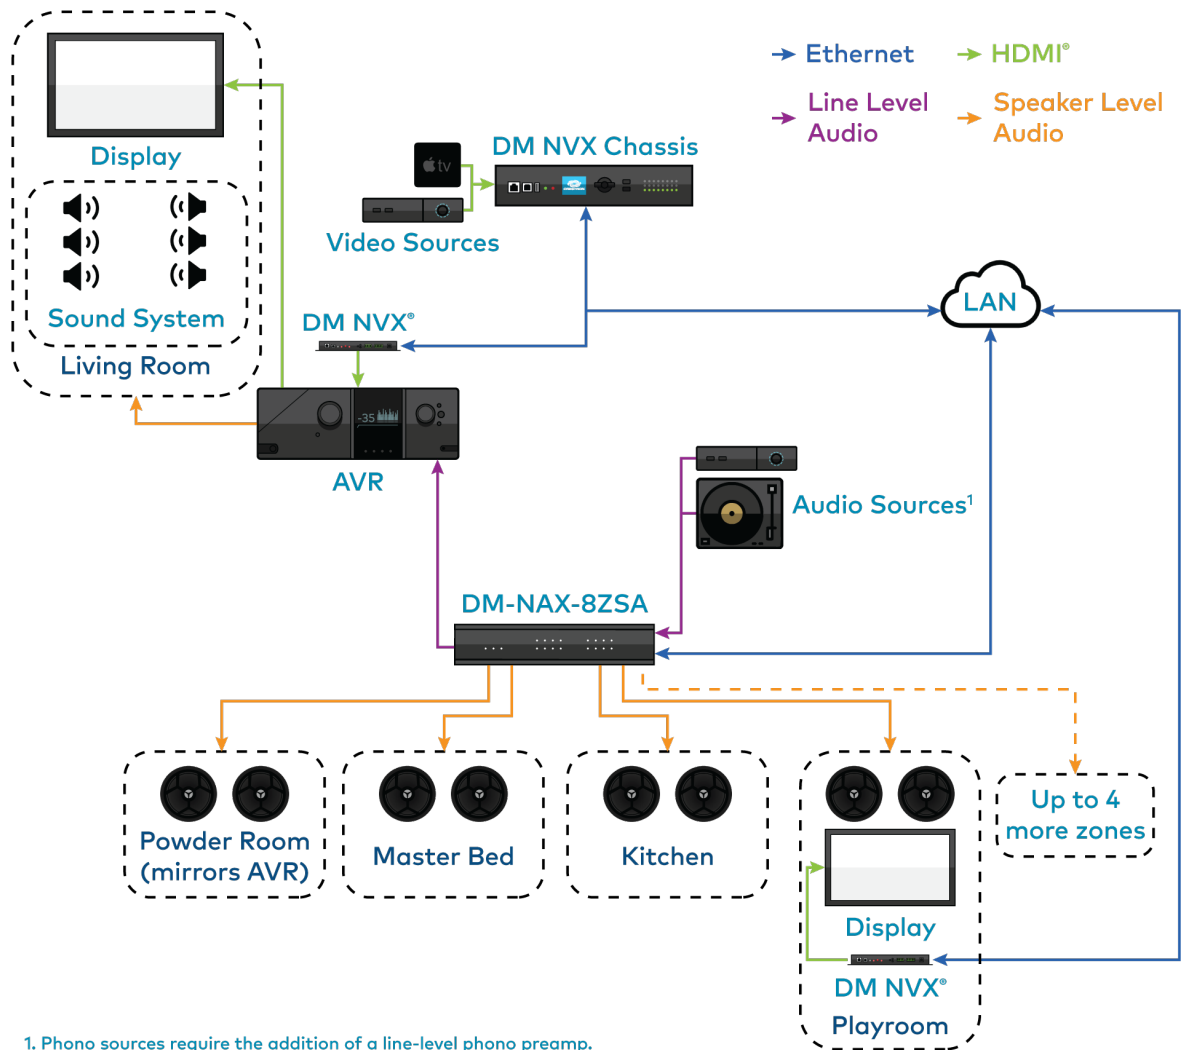 Ethernet
HDMI®
Line Level
Audio
Speaker Level
Audio
Display
Sound System
Living Room
tv
Video Sources
DM NVX Chassis
LAN
DM NVX®
-35
AVR
Audio Sources¹
DM-NAX-8ZSA
Powder Room
(mirrors AVR)
Master Bed
Kitchen
Display
DM NVX®
Playroom
Up to 4
more zones
1. Phono sources require the addition of a line-level phono preamp.